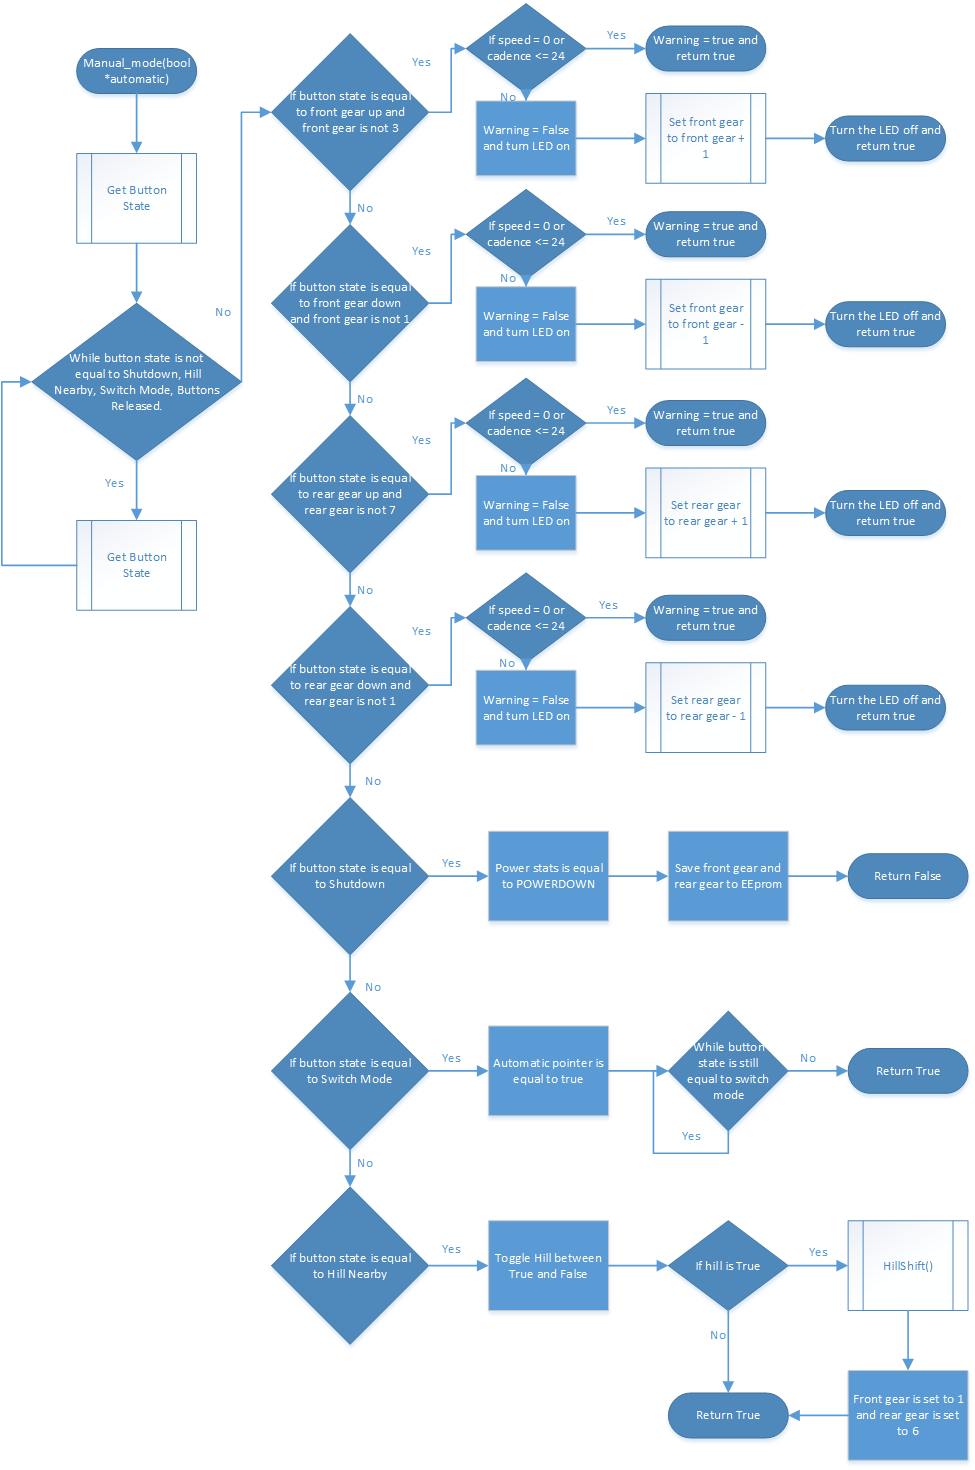 Manual_mode(bool
*automatic)
Get Button
State
While button state is not
equal to Shutdown, Hill
Nearby, Switch Mode, Buttons
Released.
No
Yes
Get Button
State
If button state is equal
to front gear up and
front gear is not 3
Yes
If speed = 0 or
cadence <= 24
Yes
Warning = true and
return true
No
Warning = False
and turn LED on
Set front gear
to front gear +
1
Turn the LED off and
return true
No
If button state is equal
to front gear down
and front gear is not 1
Yes
If speed = 0 or
cadence <= 24
Yes
Warning = true and
return true
No
Warning = False
and turn LED on
Set front gear
to front gear -
1
Turn the LED off and
return true
No
If button state is equal
to rear gear up and
rear gear is not 7
Yes
If speed = 0 or
cadence <= 24
Yes
Warning = true and
return true
No
Warning = False
and turn LED on
Set rear gear
to rear gear + 1
Turn the LED off and
return true
No
If button state is equal
to rear gear down and
rear gear is not 1
Yes
If speed = 0 or
cadence <= 24
Yes
Warning = true and
return true
No
Warning = False
and turn LED on
Set rear gear
to rear gear - 1
Turn the LED off and
return true
No
If button state is equal
to Shutdown
Yes
Power stats is equal
to POWERDOWN
Save front gear and
rear gear to EEprom
Return False
No
If button state is equal
to Switch Mode
Yes
Automatic pointer is
equal to true
While button
state is still
equal to switch
mode
Yes
No
Return True
No
If button state is equal
to Hill Nearby
Yes
Toggle Hill between
True and False
If hill is True
Yes
HillShift()
No
Front gear is set to 1
and rear gear is set
to 6
Return True